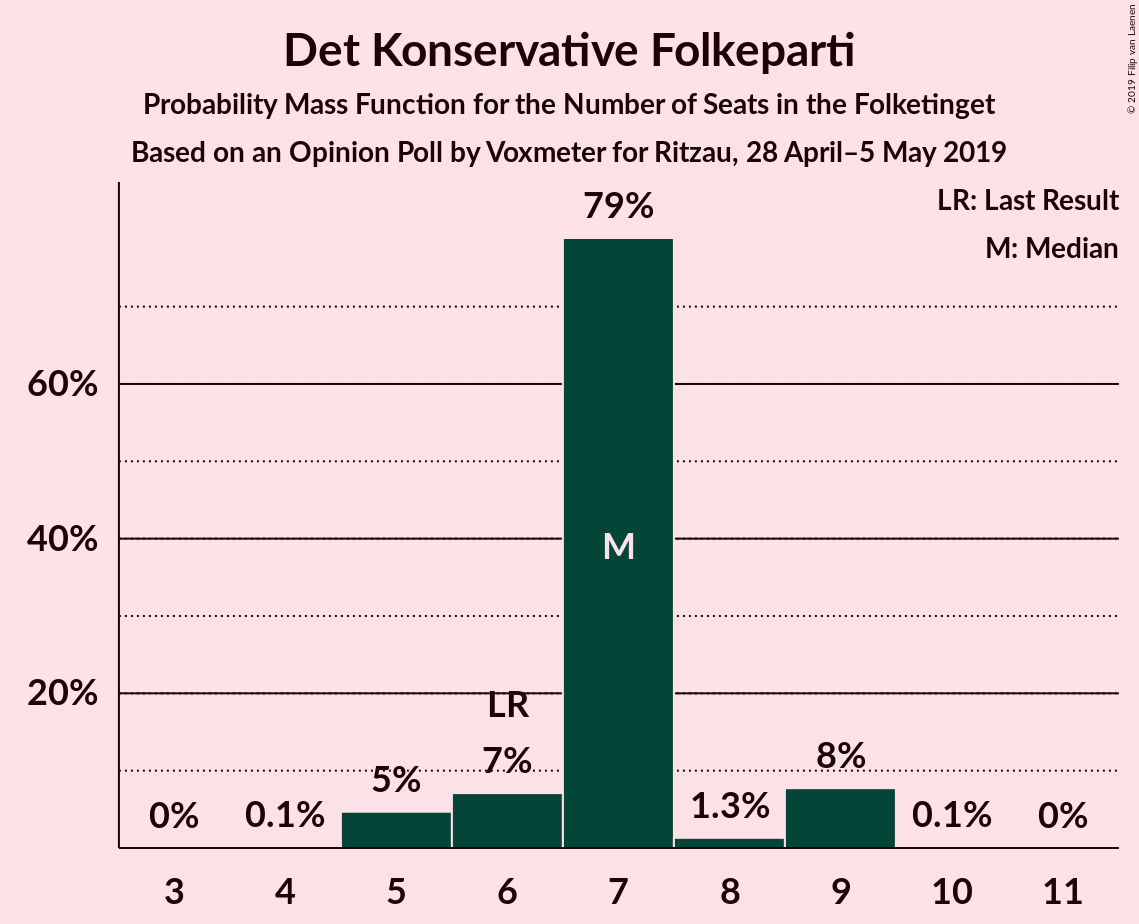 Det Konservative Folkeparti
Probability Mass Function for the Number of Seats in the Folketinget
Based on an Opinion Poll by Voxmeter for Ritzau, 28 April–5 May 2019
© 2019 Filip van Laenen
LR: Last Result
M: Median
79%
60%
40%
20%
M
LR
0%
0.1%
5%
7%
1.3%
8%
0.1%
0%
3 4 5 6 7 8 9 10 11